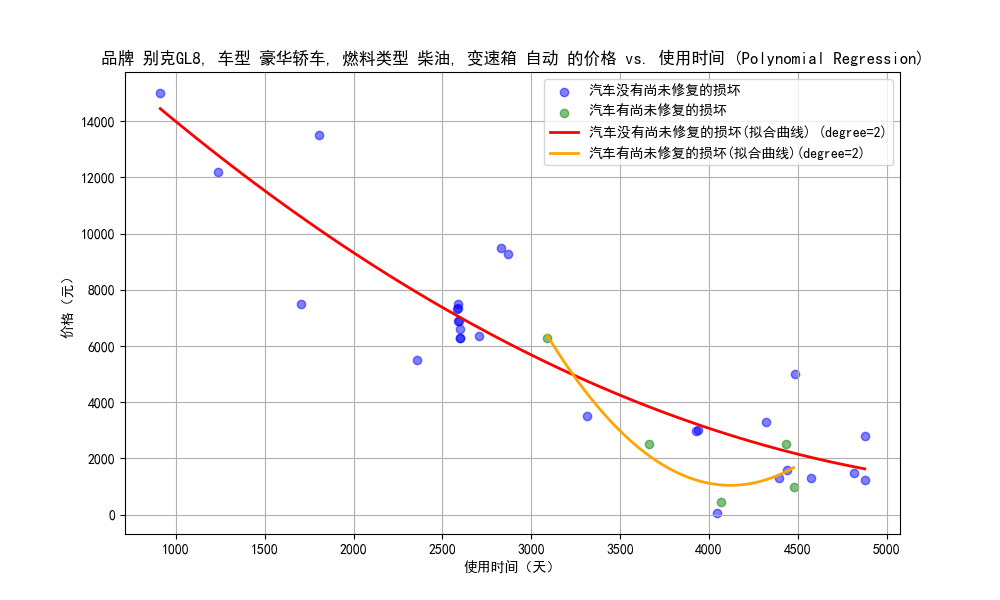 品牌 别克GL8, 车型 豪华轿车, 燃料类型 柴油, 变速箱 自动 的价格 vs. 使用时间 (Polynomial Regression)
汽车没有尚未修复的损坏
汽车有尚未修复的损坏
汽车没有尚未修复的损坏(拟合曲线) (degree=2)
汽车有尚未修复的损坏(拟合曲线)(degree=2)
价格（元）
14000
12000
10000
8000
6000
4000
2000
0
1000 1500 2000 2500 3000 3500 4000 4500 5000
使用时间（天）